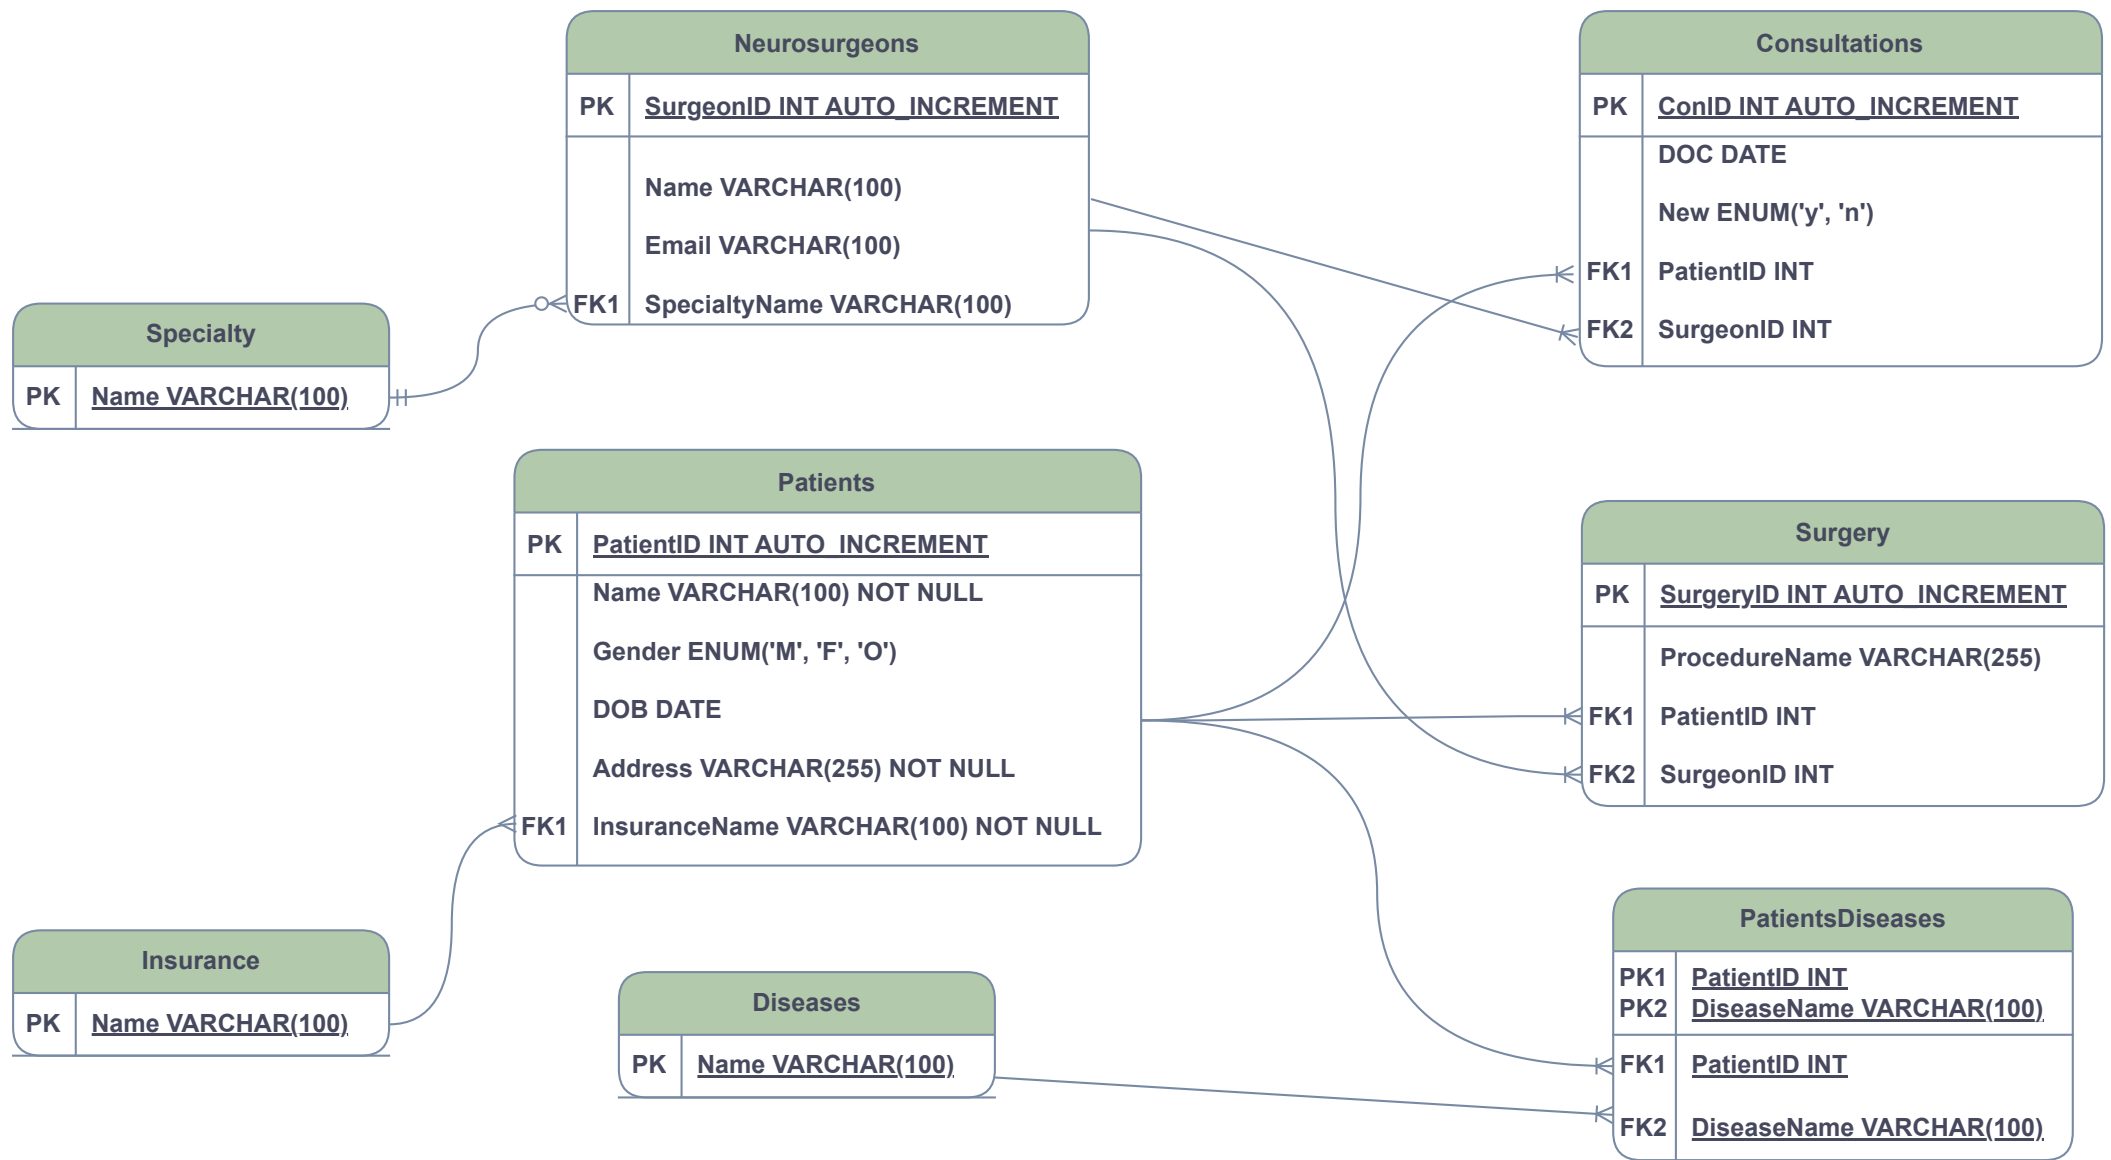 Neurosurgeons
PK SurgeonID INT AUTO_INCREMENT
Name VARCHAR(100)
Email VARCHAR(100)
FK1 SpecialtyName VARCHAR(100)
Consultations
PK ConID INT AUTO_INCREMENT
DOC DATE
New ENUM('y', 'n')
FK1 PatientID INT
FK2 SurgeonID INT
Specialty
PK Name VARCHAR(100)
Patients
PK PatientID INT AUTO_INCREMENT
Name VARCHAR(100) NOT NULL
Gender ENUM('M', 'F', 'O')
DOB DATE
Address VARCHAR(255) NOT NULL
FK1 InsuranceName VARCHAR(100) NOT NULL
Surgery
PK SurgeryID INT AUTO_INCREMENT
ProcedureName VARCHAR(255)
FK1 PatientID INT
FK2 SurgeonID INT
Insurance
PK Name VARCHAR(100)
Diseases
PK Name VARCHAR(100)
PatientsDiseases
PK1 PatientID INT
PK2 DiseaseName VARCHAR(100)
FK1 PatientID INT
FK2 DiseaseName VARCHAR(100)